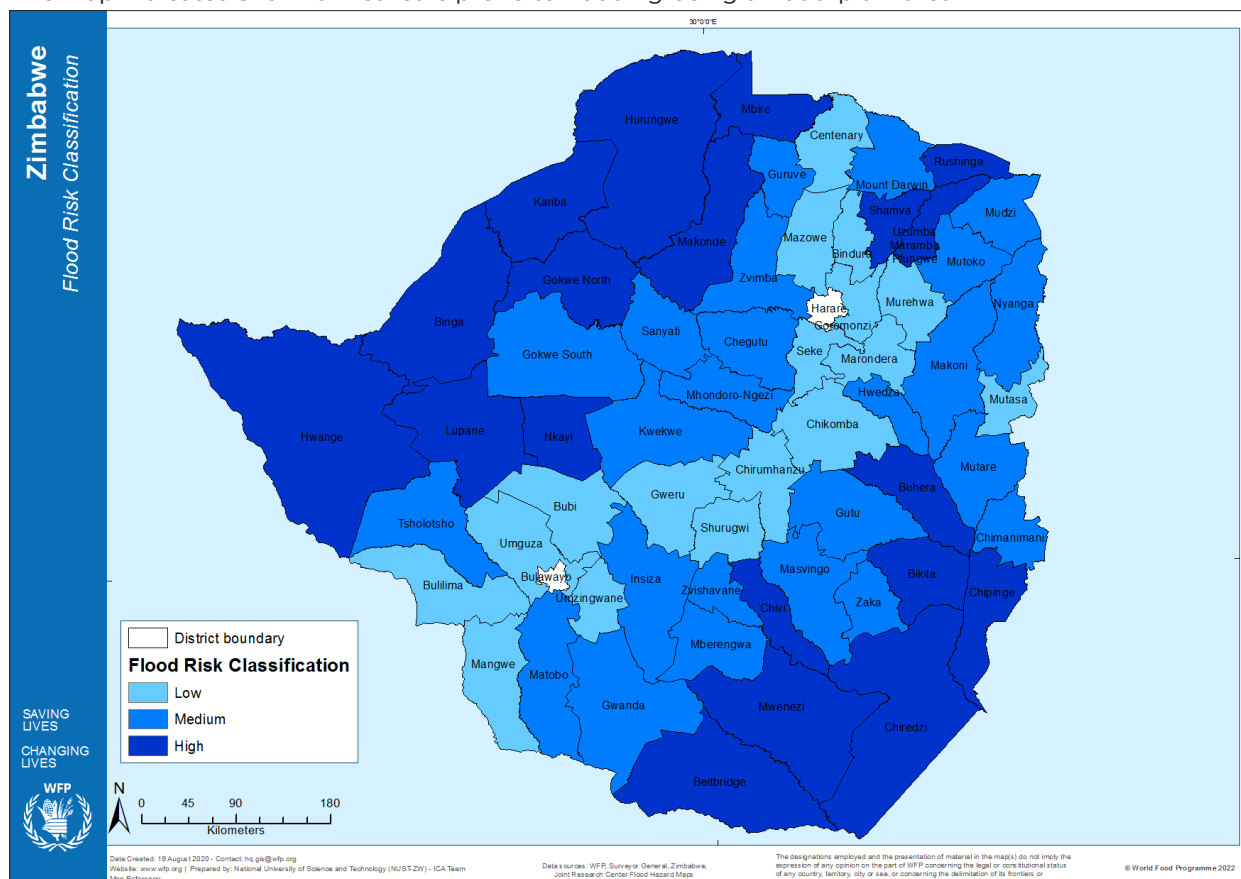 Zimbabwe
Flood Risk Classification
30°0'0"E
Hurungwe
Mbire
Centenary
Rushinga
Guruve
Mount Darwin
Kariba
Shamva
Mudzi
Uzumba
Makonde
Mazowe
Maramba
Bindura
Pfungwe
Mutoko
Gokwe North
Zvimba
Murehwa
Nyanga
Harare
Binga
Goromonzi
Sanyati
Chegutu
Gokwe South
Seke
Marondera
Makoni
Mhondoro-Ngezi
Hwedza
Mutasa
Hwange
Lupane
Nkayi
Kwekwe
Chikomba
Chirumhanzu
Mutare
Gweru
Buhera
Bubi
Gutu
Tsholotsho
Shurugwi
Chimanimani
Umguza
Masvingo
Bikita
Bulawayo
Insiza
Bulilima
Zvishavane
Chipinge
Umzingwane
Zaka
Chivi
Mberengwa
Mangwe
Matobo
Gwanda
Mwenezi
Chiredzi
Beitbridge
District boundary
Flood Risk Classification
Low
Medium
High
SAVING
LIVES
CHANGING
LIVES
WFP
wfp.org
N
0 45 90 180
Kilometers
Date Created: 19 August 2020 - Contact: hq.gis@wfp.org
Website: www.wfp.org | Prepared by: National University of Science and Technology (NUST-ZW) - ICA Team
Data sources: WFP, Surveyor General, Zimbabwe,
Joint Research Center Flood Hazard Maps
The designations employed and the presentation of material in the map(s) do not imply the
expression of any opinion on the part of WFP concerning the legal or constitutional status
of any country, territory, city or sea, or concerning the delimitation of its frontiers or
© World Food Programme 2022